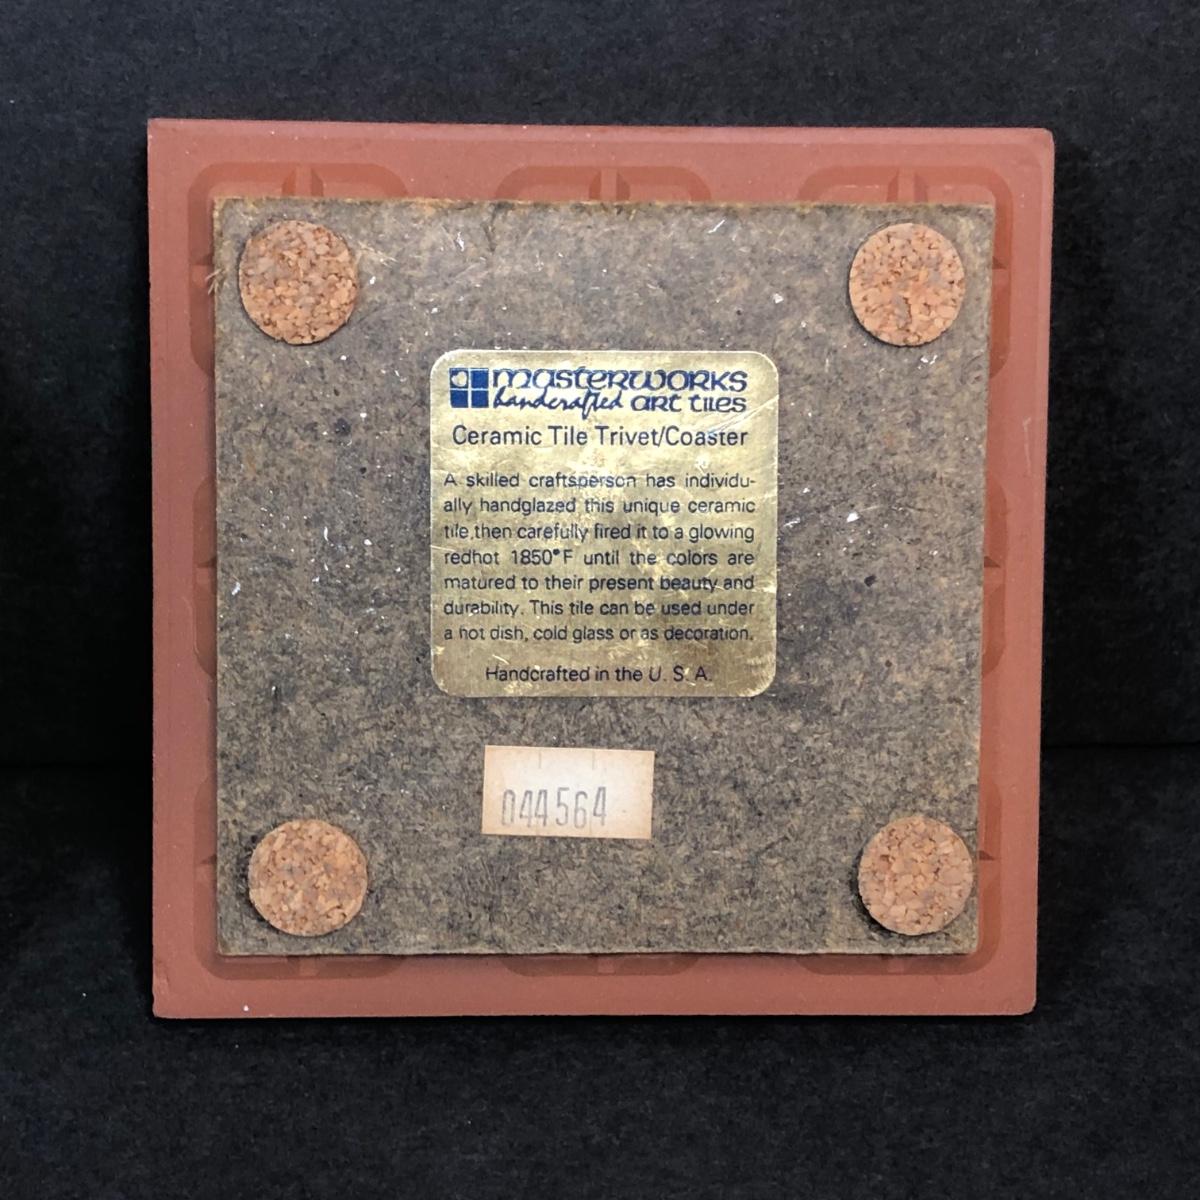 masterworks
handcrafted art tiles
Ceramic Tile Trivet/Coaster
A skilled craftsperson has individu-
ally handglazed this unique ceramic
tile,then carefully fired it to a glowing
redhot 1850°F until the colors are
matured to their present beauty and
durability. This tile can be used under
a hot dish, cold glass or as decoration.
Handcrafted in the U. S. A.
044564